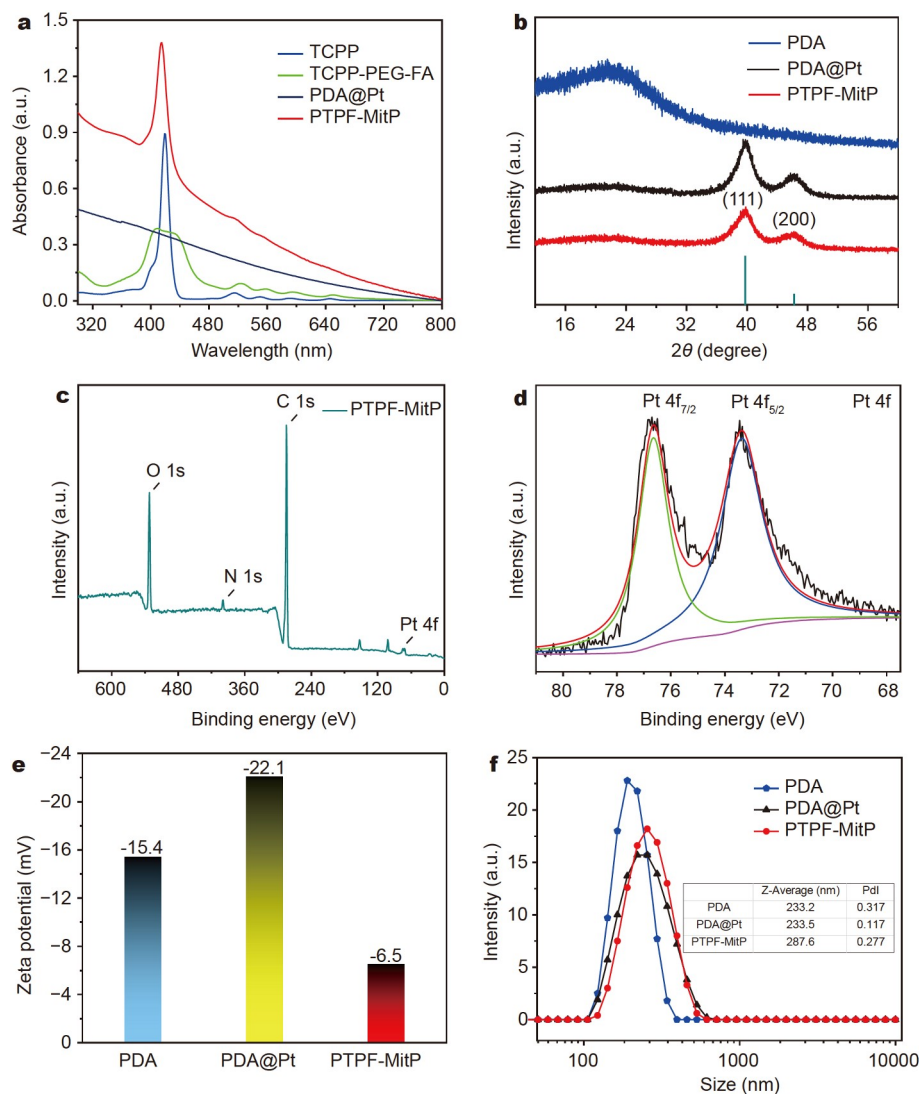 a
TCPP
TCPP-PEG-FA
PDA@Pt
PTPF-MitP
Absorbance (a.u.)
1.5
1.2
0.9
0.6
0.3
0.0
300 400 480 560 640 720 800
Wavelength (nm)
b
PDA
PDA@Pt
PTPF-MitP
(111)
(200)
Intensity (a.u.)
16 24 32 40 48 56
2θ (degree)
c
C 1s
PTPF-MitP
O 1s
N 1s
Pt 4f
Intensity (a.u.)
600 480 360 240 120 0
Binding energy (eV)
d
Pt 4f7/2
Pt 4f5/2
Pt 4f
Intensity (a.u.)
80 78 76 74 72 70 68
Binding energy (eV)
e
−24
−20
−16
−12
−8
−4
0
Zeta potential (mV)
-15.4
-22.1
-6.5
PDA PDA@Pt PTPF-MitP
f
PDA
PDA@Pt
PTPF-MitP
25
20
15
10
5
0
Intensity (a.u.)
Z-Average (nm) PdI
PDA 233.2 0.317
PDA@Pt 233.5 0.117
PTPF-MitP 287.6 0.277
100 1000 10000
Size (nm)